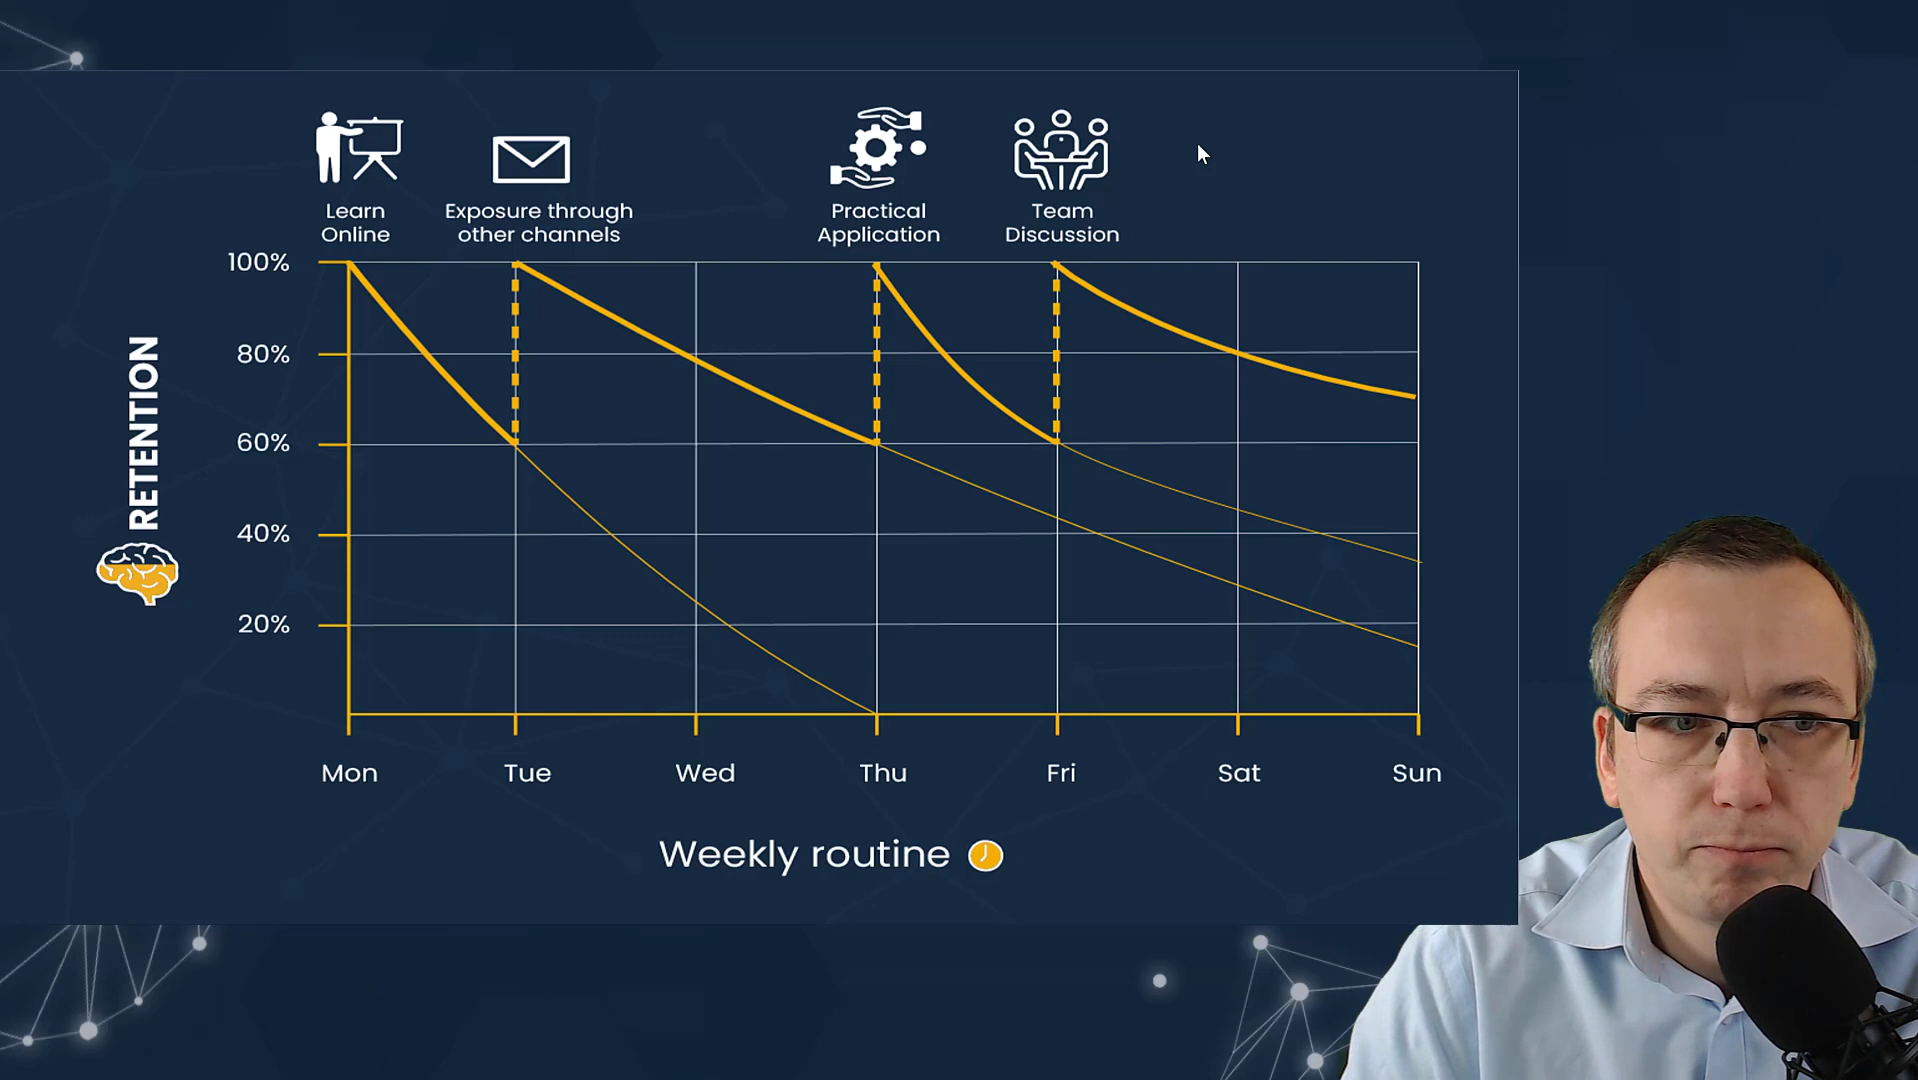 Learn
Online
Exposure through
other channels
Practical
Application
Team
Discussion
100%
80%
60%
40%
20%
RETENTION
Mon
Tue
Wed
Thu
Fri
Sat
Sun
Weekly routine